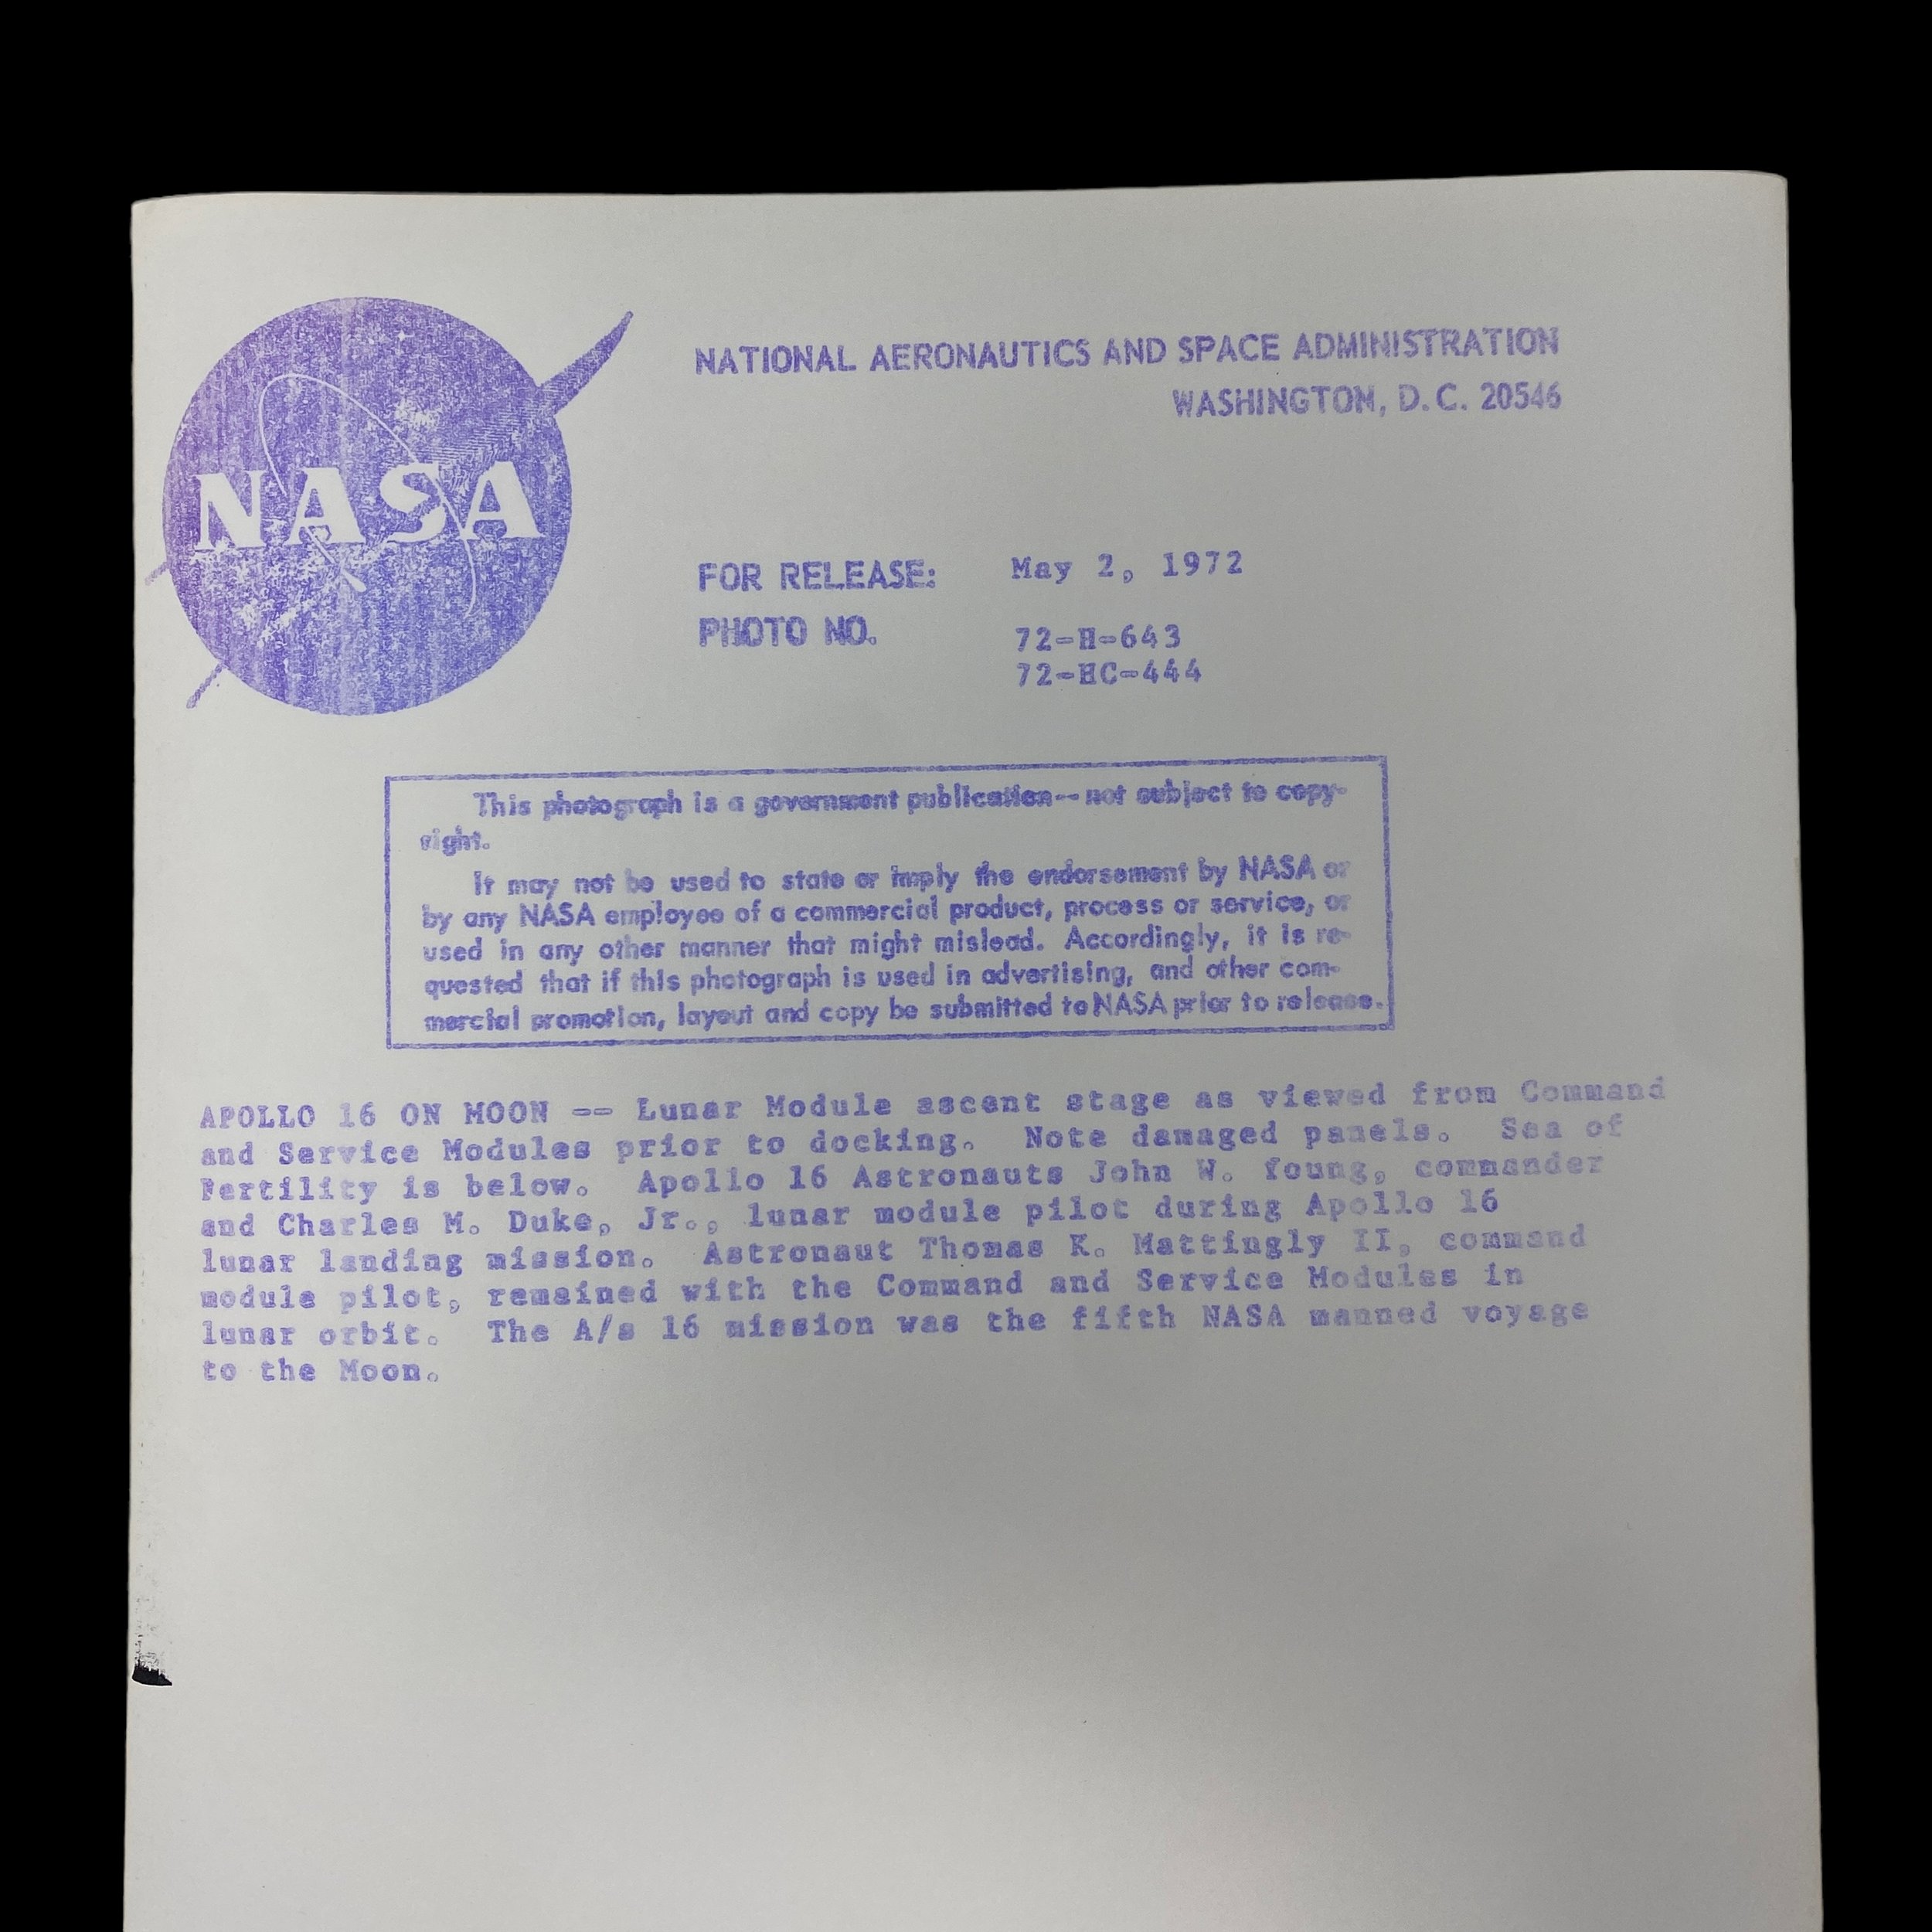 NASA
NATIONAL AERONAUTICS AND SPACE ADMINISTRATION
WASHINGTON, D.C. 20546
FOR RELEASE: May 2, 1972
PHOTO NO. 72-H-643
72-HC-444
This photograph is a government publication--not subject to copy-
right.
It may not be used to state or imply the endorsement by NASA or
by any NASA employee of a commercial product, process or service, or
used in any other manner that might mislead. Accordingly, it is re-
quested that if this photograph is used in advertising, and other com-
mercial promotion, layout and copy be submitted to NASA prior to release.
APOLLO 16 ON MOON -- Lunar Module ascent stage as viewed from Command
and Service Modules prior to docking. Note damaged panels. Sea of
Fertility is below. Apollo 16 Astronauts John W. Young, commander
and Charles M. Duke, Jr., lunar module pilot during Apollo 16
lunar landing mission. Astronaut Thomas K. Mattingly II, command
module pilot, remained with the Command and Service Modules in
lunar orbit. The A/s 16 mission was the fifth NASA manned voyage
to the Moon.